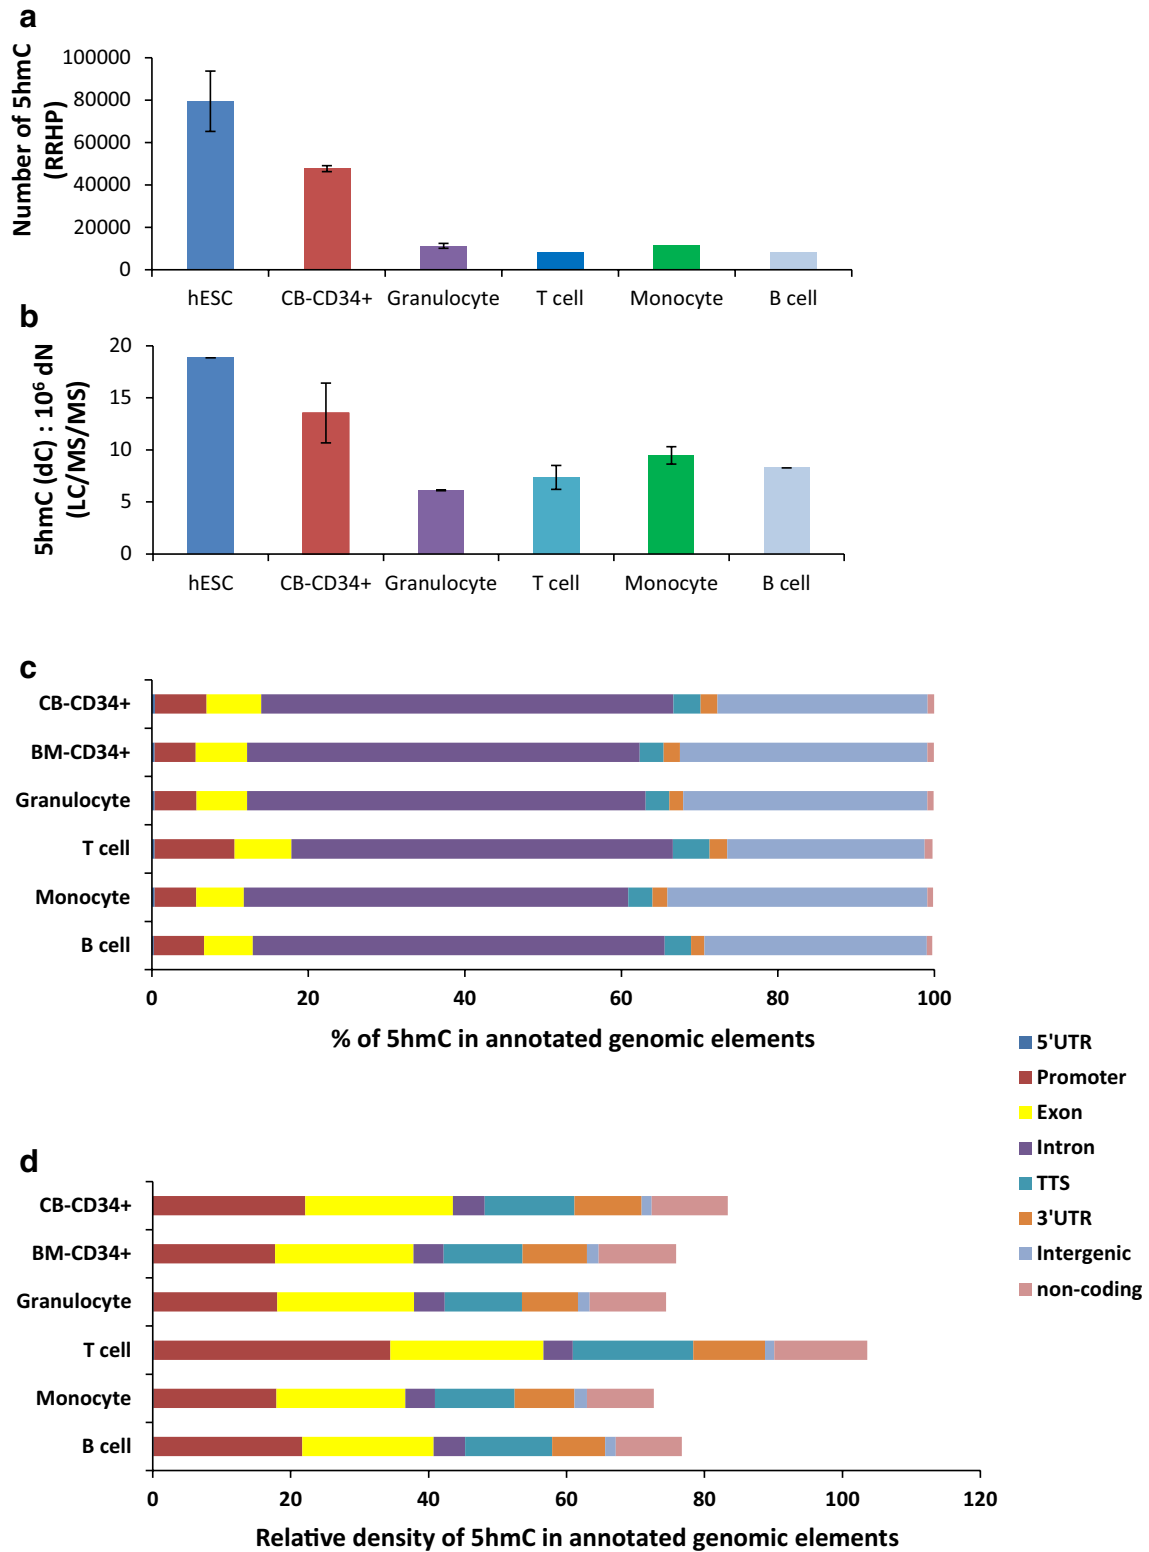 a
Number of 5hmC
(RRHP)
100000
80000
60000
40000
20000
0
hESC CB-CD34+ Granulocyte T cell Monocyte B cell
b
5hmC (dC) : 10⁶ dN
(LC/MS/MS)
20
15
10
5
0
hESC CB-CD34+ Granulocyte T cell Monocyte B cell
c
CB-CD34+
BM-CD34+
Granulocyte
T cell
Monocyte
B cell
0 20 40 60 80 100
% of 5hmC in annotated genomic elements
5'UTR
Promoter
Exon
Intron
TTS
3'UTR
Intergenic
non-coding
d
CB-CD34+
BM-CD34+
Granulocyte
T cell
Monocyte
B cell
0 20 40 60 80 100 120
Relative density of 5hmC in annotated genomic elements